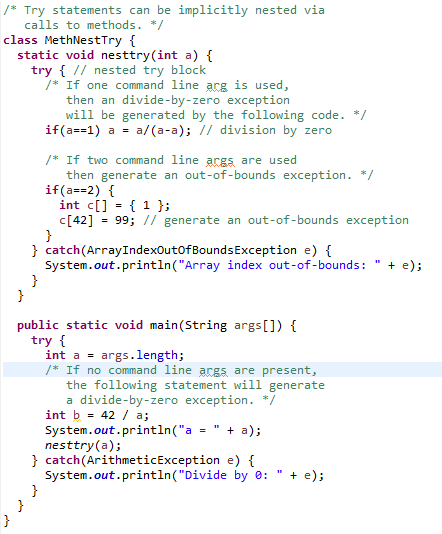 /* Try statements can be implicitly nested via
   calls to methods. */
class MethNestTry {
  static void nesttry(int a) {
    try { // nested try block
      /* If one command line arg is used,
         then an divide-by-zero exception
         will be generated by the following code. */
      if(a==1) a = a/(a-a); // division by zero

      /* If two command line args are used
         then generate an out-of-bounds exception. */
      if(a==2) {
        int c[] = { 1 };
        c[42] = 99; // generate an out-of-bounds exception
      }
    } catch(ArrayIndexOutOfBoundsException e) {
      System.out.println("Array index out-of-bounds: " + e);
    }
  }

  public static void main(String args[]) {
    try {
      int a = args.length;
      /* If no command line args are present,
         the following statement will generate
         a divide-by-zero exception. */
      int b = 42 / a;
      System.out.println("a = " + a);
      nesttry(a);
    } catch(ArithmeticException e) {
      System.out.println("Divide by 0: " + e);
    }
  }
}